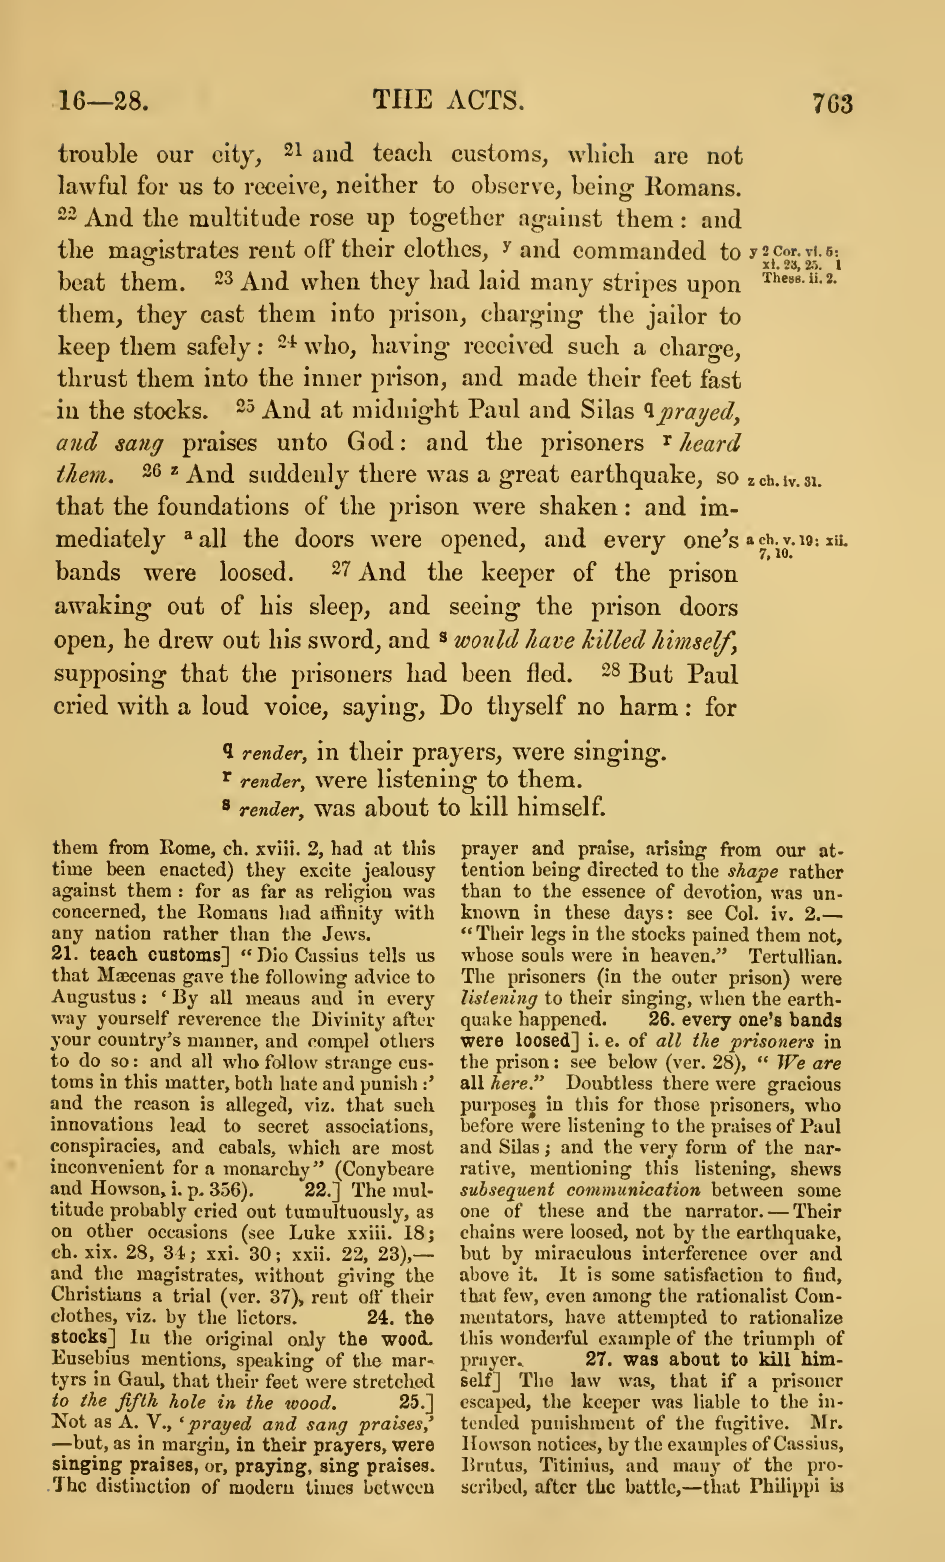 16—28.
THE ACTS.
763
trouble our city, 21 and teach customs, which are not
lawful for us to receive, neither to observe, being Romans.
22 And the multitude rose up together against them : and
the magistrates rent off their clothes, y and commanded to
beat them. 23 And when they had laid many stripes upon
them, they cast them into prison, charging the jailor to
keep them safely : 24 who, having received such a charge,
thrust them into the inner prison, and made their feet fast
in the stocks. 25 And at midnight Paul and Silas q prayed,
and sang praises unto God : and the prisoners r heard
them. 26 z And suddenly there was a great earthquake, so
that the foundations of the prison were shaken : and im-
mediately a all the doors were opened, and every one's
bands were loosed. 27 And the keeper of the prison
awaking out of his sleep, and seeing the prison doors
open, he drew out his sword, and s would have killed himself,
supposing that the prisoners had been fled. 28 But Paul
cried with a loud voice, saying, Do thyself no harm : for
y 2 Cor. vi. 5:
xi. 23, 25. 1
Thess. ii. 2.
z ch. iv. 31.
a ch. v. 19: xii.
7, 10.
q render, in their prayers, were singing.
r render, were listening to them.
s render, was about to kill himself.
them from Rome, ch. xviii. 2, had at this
time been enacted) they excite jealousy
against them : for as far as religion was
concerned, the Romans had affinity with
any nation rather than the Jews.
21. teach customs] “ Dio Cassius tells us
that Mæcenas gave the following advice to
Augustus : ‘ By all means and in every
way yourself reverence the Divinity after
your country's manner, and compel others
to do so : and all who follow strange cus-
toms in this matter, both hate and punish :’
and the reason is alleged, viz. that such
innovations lead to secret associations,
conspiracies, and cabals, which are most
inconvenient for a monarchy” (Conybeare
and Howson, i. p. 356). 22.] The mul-
titude probably cried out tumultuously, as
on other occasions (see Luke xxiii. 18;
ch. xix. 28, 34; xxi. 30; xxii. 22, 23),—
and the magistrates, without giving the
Christians a trial (ver. 37), rent off their
clothes, viz. by the lictors. 24. the
stocks] In the original only the wood.
Eusebius mentions, speaking of the mar-
tyrs in Gaul, that their feet were stretched
to the fifth hole in the wood. 25.]
Not as A. V., ‘ prayed and sang praises,’
—but, as in margin, in their prayers, were
singing praises, or, praying, sing praises.
The distinction of modern times between
prayer and praise, arising from our at-
tention being directed to the shape rather
than to the essence of devotion, was un-
known in these days : see Col. iv. 2.—
“ Their legs in the stocks pained them not,
whose souls were in heaven.” Tertullian.
The prisoners (in the outer prison) were
listening to their singing, when the earth-
quake happened. 26. every one's bands
were loosed] i. e. of all the prisoners in
the prison : see below (ver. 28), “ We are
all here.” Doubtless there were gracious
purposes in this for those prisoners, who
before were listening to the praises of Paul
and Silas ; and the very form of the nar-
rative, mentioning this listening, shews
subsequent communication between some
one of these and the narrator. — Their
chains were loosed, not by the earthquake,
but by miraculous interference over and
above it. It is some satisfaction to find,
that few, even among the rationalist Com-
mentators, have attempted to rationalize
this wonderful example of the triumph of
prayer. 27. was about to kill him-
self] The law was, that if a prisoner
escaped, the keeper was liable to the in-
tended punishment of the fugitive. Mr.
Howson notices, by the examples of Cassius,
Brutus, Titinius, and many of the pro-
scribed, after the battle,—that Philippi is